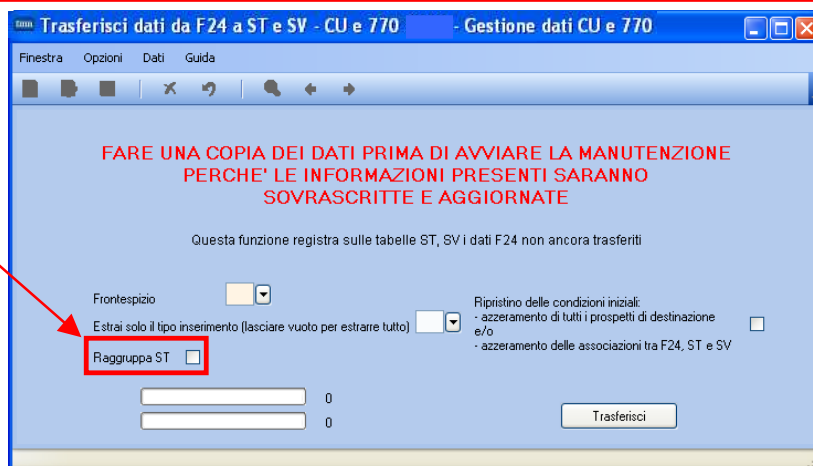 Trasferisci dati da F24 a ST e SV - CU e 770 - Gestione dati CU e 770
Finestra Opzioni Dati Guida
FARE UNA COPIA DEI DATI PRIMA DI AVVIARE LA MANUTENZIONE
PERCHE' LE INFORMAZIONI PRESENTI SARANNO
SOVRASCRITTE E AGGIORNATE
Questa funzione registra sulle tabelle ST, SV i dati F24 non ancora trasferiti
Frontespizio
Estrai solo il tipo inserimento (lasciare vuoto per estrarre tutto)
Raggruppa ST
Ripristino delle condizioni iniziali:
- azzeramento di tutti i prospetti di destinazione
e/o
- azzeramento delle associazioni tra F24, ST e SV
0
0
Trasferisci